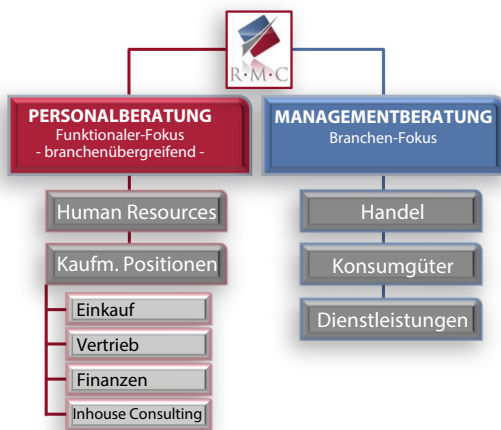 R·M·C
PERSONALBERATUNG
Funktionaler-Fokus
- branchenübergreifend -
Human Resources
Kaufm. Positionen
Einkauf
Vertrieb
Finanzen
Inhouse Consulting
MANAGEMENTBERATUNG
Branchen-Fokus
Handel
Konsumgüter
Dienstleistungen